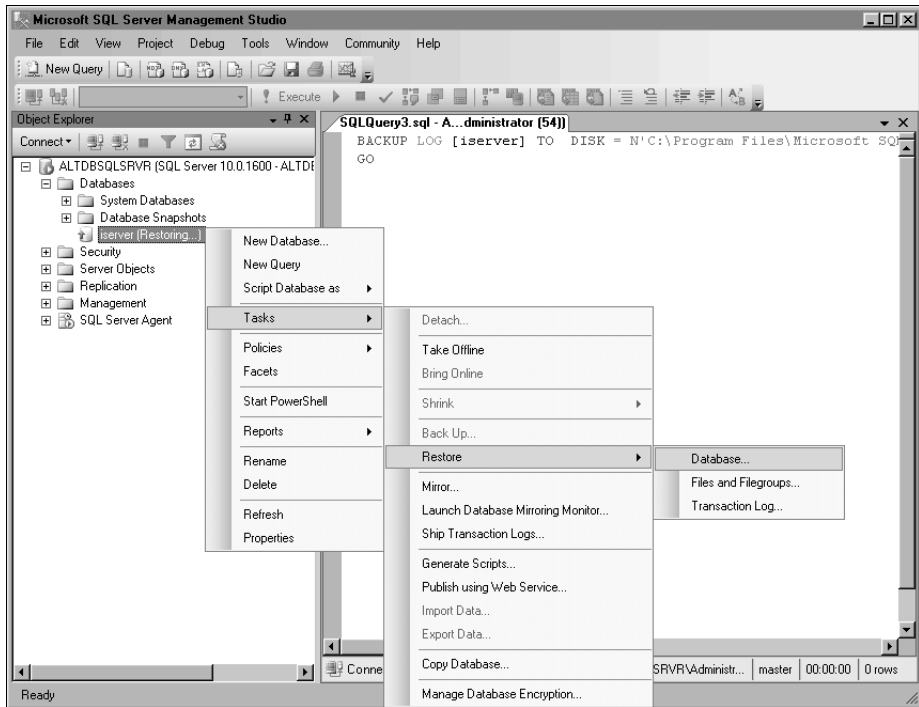 Microsoft SQL Server Management Studio
File Edit View Project Debug Tools Window Community Help
New Query
Execute
Object Explorer
SQLQuery3.sql - A...dministrator (54))
Connect
BACKUP LOG [iserver] TO DISK = N'C:\Program Files\Microsoft SQ
GO
ALTDBSQLSRVR (SQL Server 10.0.1600 - ALTDE
Databases
System Databases
Database Snapshots
iserver (Restoring...)
Security
Server Objects
Replication
Management
SQL Server Agent
New Database...
New Query
Script Database as
Tasks
Policies
Facets
Start PowerShell
Reports
Rename
Delete
Refresh
Properties
Detach...
Take Offline
Bring Online
Shrink
Back Up...
Restore
Mirror...
Launch Database Mirroring Monitor...
Ship Transaction Logs...
Generate Scripts...
Publish using Web Service...
Import Data...
Export Data...
Copy Database...
Manage Database Encryption...
Database...
Files and Filegroups...
Transaction Log...
Conne
SRVR\Administr... master 00:00:00 0 rows
Ready